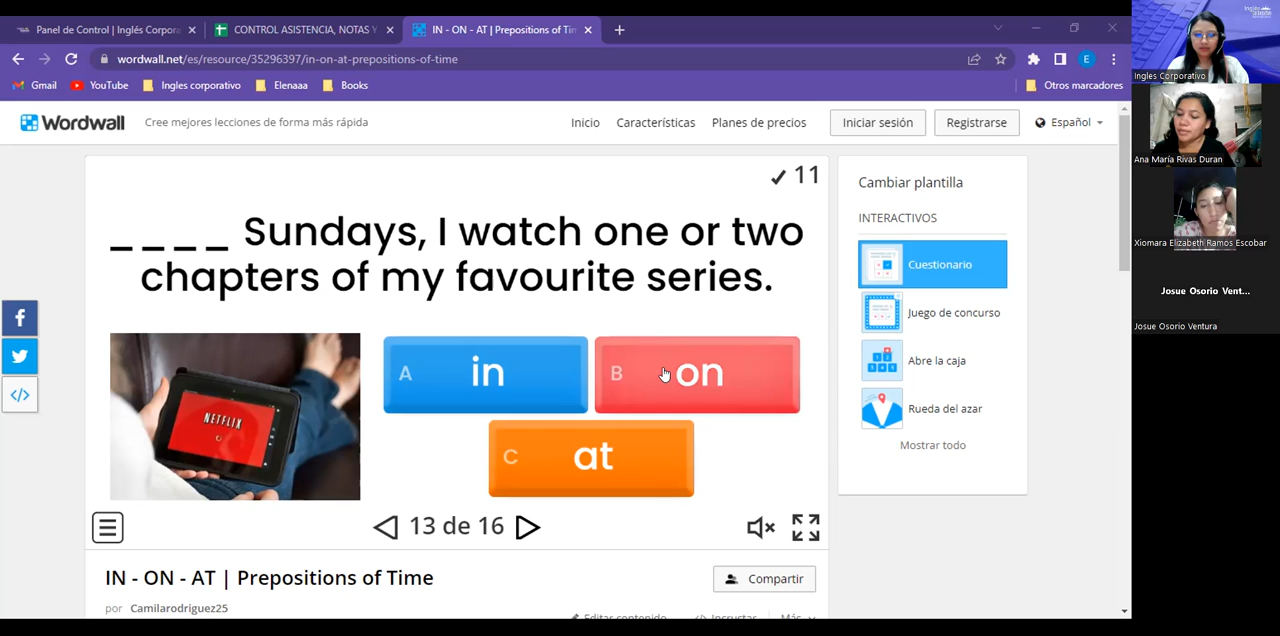 Panel de Control | Inglés Corpora
CONTROL ASISTENCIA, NOTAS Y
IN - ON - AT | Prepositions of Tim
wordwall.net/es/resource/35296397/in-on-at-prepositions-of-time
Gmail
YouTube
Ingles corporativo
Elenaaa
Books
E
Otros marcadores
Wordwall
Cree mejores lecciones de forma más rápida
Inicio
Características
Planes de precios
Iniciar sesión
Registrarse
Español
11
____ Sundays, I watch one or two
chapters of my favourite series.
NETFLIX
A in
B on
C at
13 de 16
IN - ON - AT | Prepositions of Time
Compartir
por Camilarodriguez25
Editar contenido
Incrustar
Más
Cambiar plantilla
INTERACTIVOS
Cuestionario
Juego de concurso
Abre la caja
Rueda del azar
Mostrar todo
Ingles Corporativo
Ana María Rivas Duran
Xiomara Elizabeth Ramos Escobar
Josue Osorio Vent...
Josue Osorio Ventura